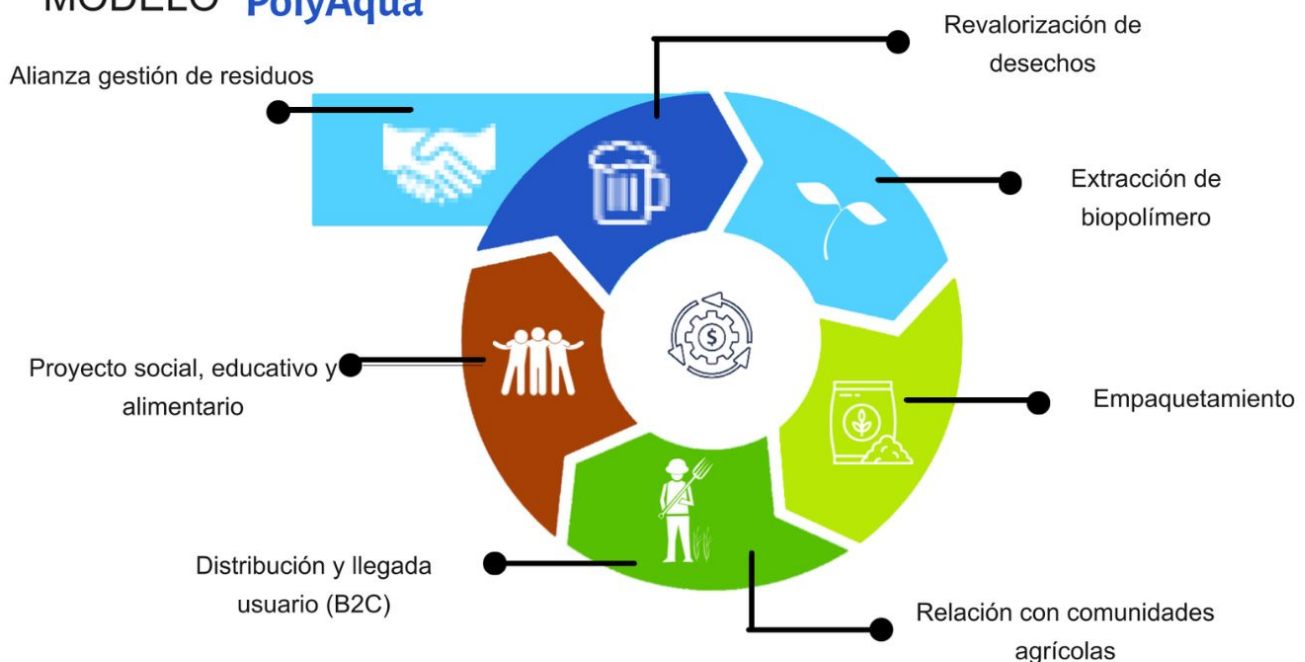 MODELO PolyAqua
Revalorización de
desechos
Alianza gestión de residuos
Extracción de
biopolímero
$
Proyecto social, educativo y
alimentario
Empaquetamiento
Distribución y llegada
usuario (B2C)
Relación con comunidades
agrícolas